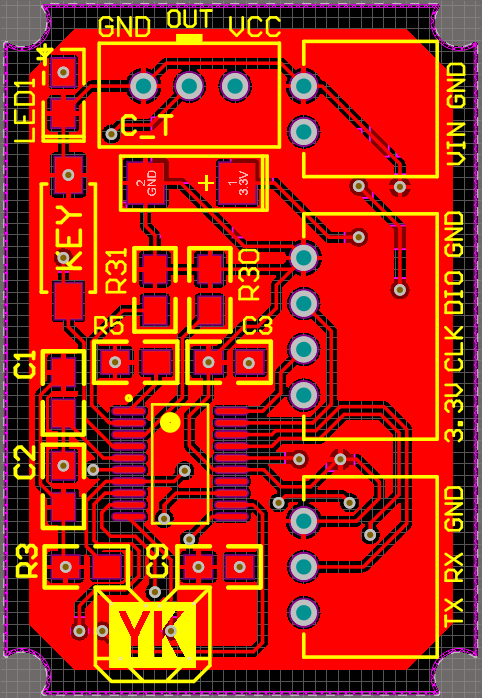 GND OUT VCC
LED1
*
C_T
VIN GND
2
GND
+
1
3.3V
KEY
R31
R30
R5
C3
3.3V CLK DIO GND
C1
C2
R3
C9
TX RX GND
YK